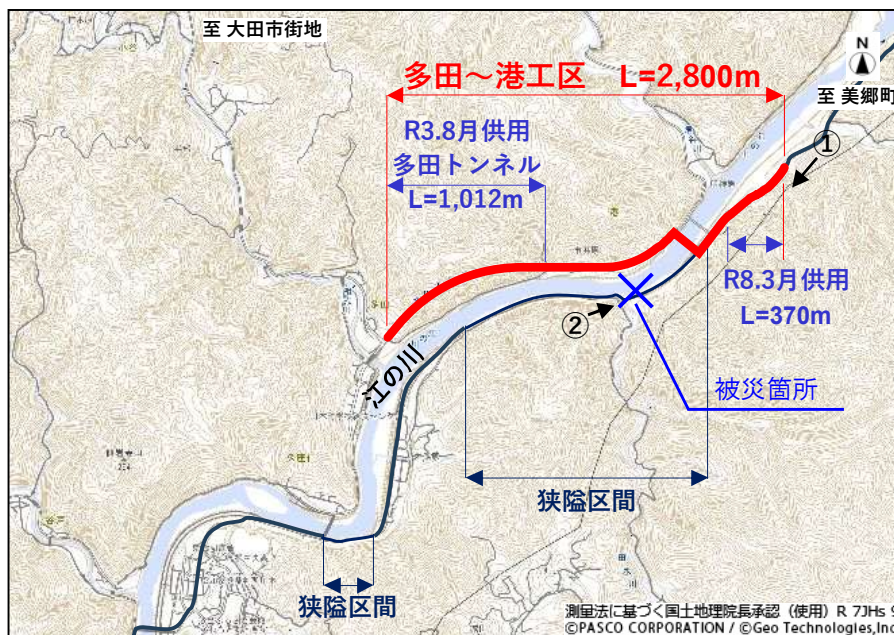 至 大田市街地
N
多田～港工区 L=2,800m
至 美郷町
R3.8月供用
多田トンネル
L=1,012m
①
R8.3月供用
L=370m
②
江の川
被災箇所
狭隘区間
狭隘区間
測量法に基づく国土地理院長承認（使用）R 7JHs 9
©PASCO CORPORATION / ©Geo Technologies,Inc